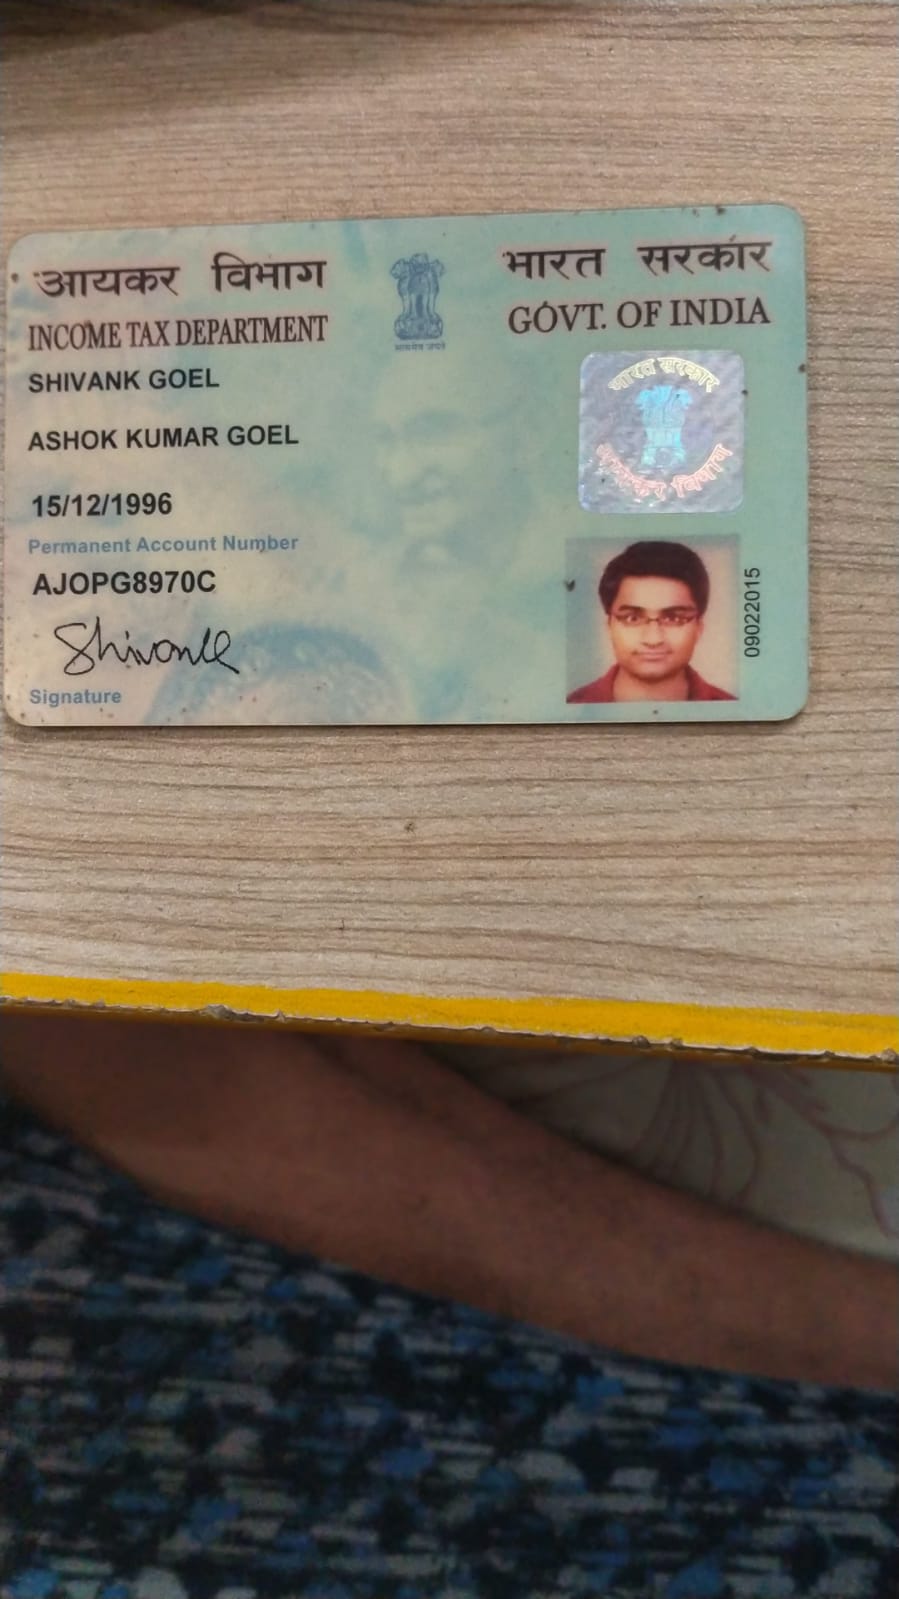 आयकर विभाग
INCOME TAX DEPARTMENT
भारत सरकार
GOVT. OF INDIA
सत्यमेव जयते
SHIVANK GOEL
ASHOK KUMAR GOEL
15/12/1996
Permanent Account Number
AJOPG8970C
Shivank
Signature
भारत सरकार
आयकर विभाग
09022015